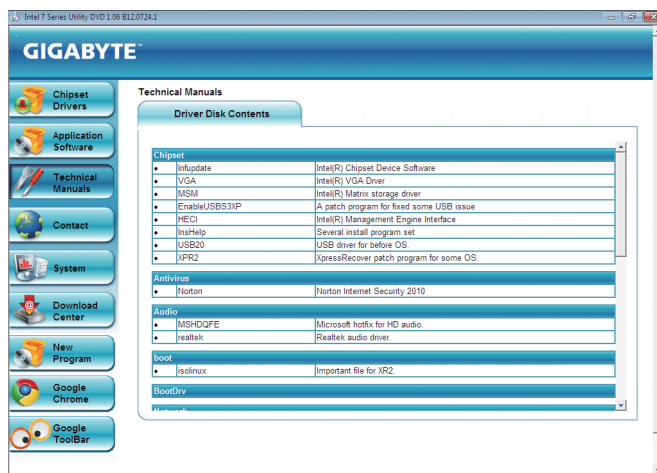 Intel 7 Series Utility DVD 1.06 B12.0724.1
GIGABYTE™
Chipset
Drivers
Application
Software
Technical
Manuals
Contact
System
Download
Center
New
Program
Google
Chrome
Google
ToolBar
Technical Manuals
Driver Disk Contents
Chipset
• Infupdate Intel(R) Chipset Device Software
• VGA Intel(R) VGA Drver
• MSM Intel(R) Matrix storage driver
• EnableUSBS3XP A patch program for fixed some USB issue
• HECI Intel(R) Management Engine Interface
• InsHelp Several install program set
• USB20 USB driver for before OS.
• XPR2 XpressRecover patch program for some OS.
Antivirus
• Norton Norton Internet Security 2010
Audio
• MSHDQFE Microsoft hotfix for HD audio.
• realtek Realtek audio driver.
boot
• isolinux Important file for XR2.
BootDrv
Network